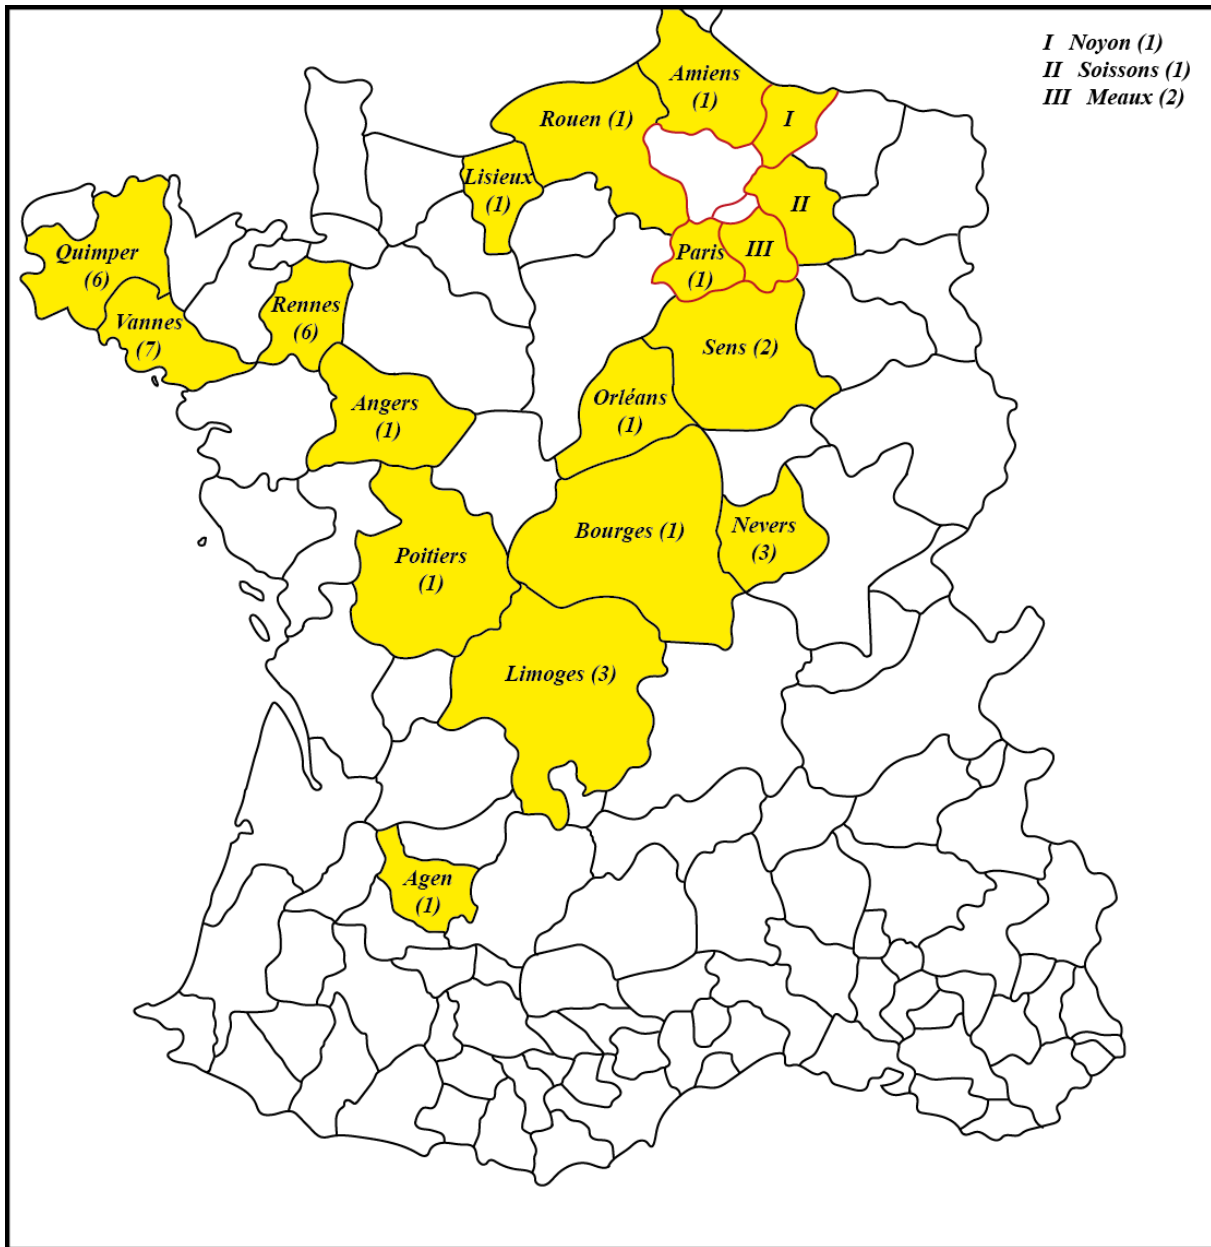 I Noyon (1)
II Soissons (1)
III Meaux (2)
Amiens
(1)
Rouen (1)
I
Lisieux
(1)
II
Quimper
(6)
Paris
(1)
III
Rennes
(6)
Vannes
(7)
Sens (2)
Angers
(1)
Orléans
(1)
Bourges (1)
Nevers
(3)
Poitiers
(1)
Limoges (3)
Agen
(1)